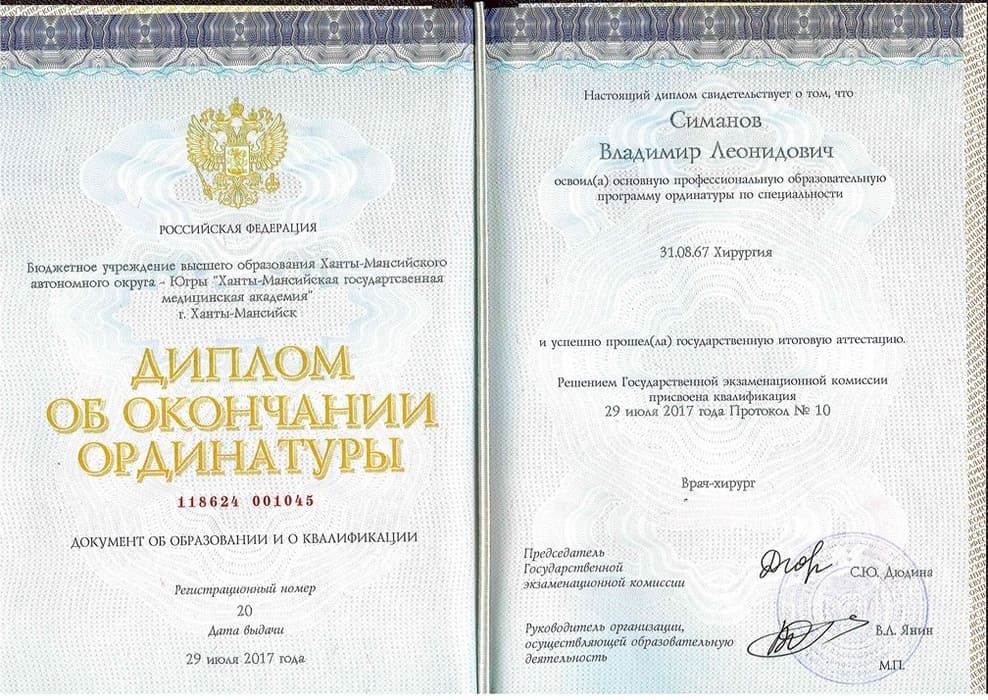 РОССИЙСКАЯ ФЕДЕРАЦИЯ
Бюджетное учреждение высшего образования Ханты-Мансийского
автономного округа - Югры "Ханты-Мансийская государтсвенная
медицинская академия"
г. Ханты-Мансийск
ДИПЛОМ
ОБ ОКОНЧАНИИ
ОРДИНАТУРЫ
118624 001045
ДОКУМЕНТ ОБ ОБРАЗОВАНИИ И О КВАЛИФИКАЦИИ
Регистрационный номер
20
Дата выдачи
29 июля 2017 года
Настоящий диплом свидетельствует о том, что
Симанов
Владимир Леонидович
освоил(а) основную профессиональную образовательную
программу ординатуры по специальности
31.08.67 Хирургия
и успешно прошел(ла) государственную итоговую аттестацию.
Решением Государственной экзаменационной комиссии
присвоена квалификация
29 июля 2017 года Протокол № 10
Врач-хирург
Председатель
Государственной
экзаменационной комиссии
С.Ю. Дюдина
Руководитель организации,
осуществляющей образовательную
деятельность
В.Л. Янин
М.П.